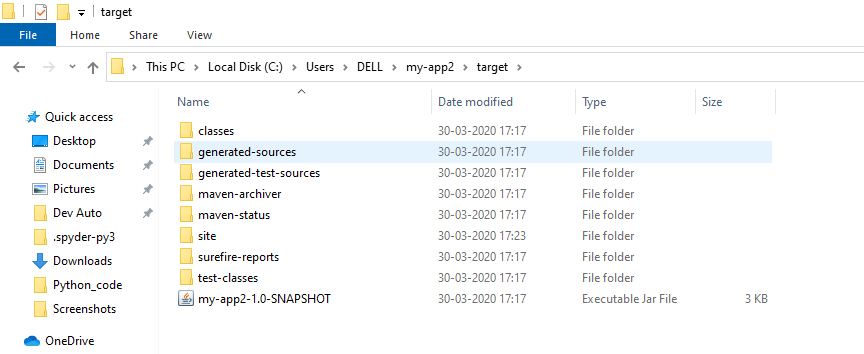 target
File Home Share View
This PC Local Disk (C:) Users DELL my-app2 target
Name Date modified Type Size
Quick access
Desktop
Documents
Pictures
Dev Auto
.spyder-py3
Downloads
Python_code
Screenshots
OneDrive
classes 30-03-2020 17:17 File folder
generated-sources 30-03-2020 17:17 File folder
generated-test-sources 30-03-2020 17:17 File folder
maven-archiver 30-03-2020 17:17 File folder
maven-status 30-03-2020 17:17 File folder
site 30-03-2020 17:23 File folder
surefire-reports 30-03-2020 17:17 File folder
test-classes 30-03-2020 17:17 File folder
my-app2-1.0-SNAPSHOT 30-03-2020 17:17 Executable Jar File 3 KB